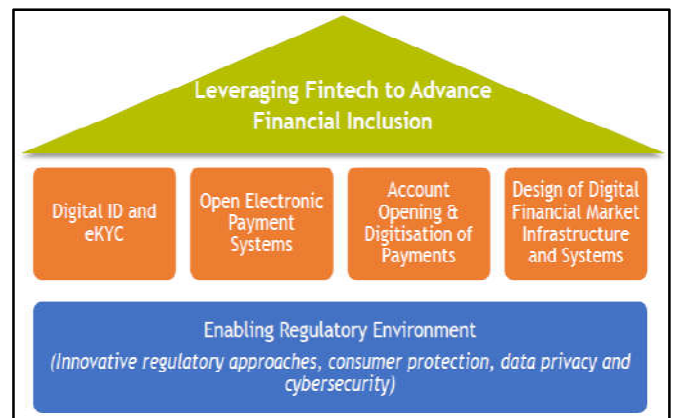 Leveraging Fintech to Advance
Financial Inclusion
Digital ID and
eKYC
Open Electronic
Payment
Systems
Account
Opening &
Digitisation of
Payments
Design of Digital
Financial Market
Infrastructure
and Systems
Enabling Regulatory Environment
(Innovative regulatory approaches, consumer protection, data privacy and
cybersecurity)